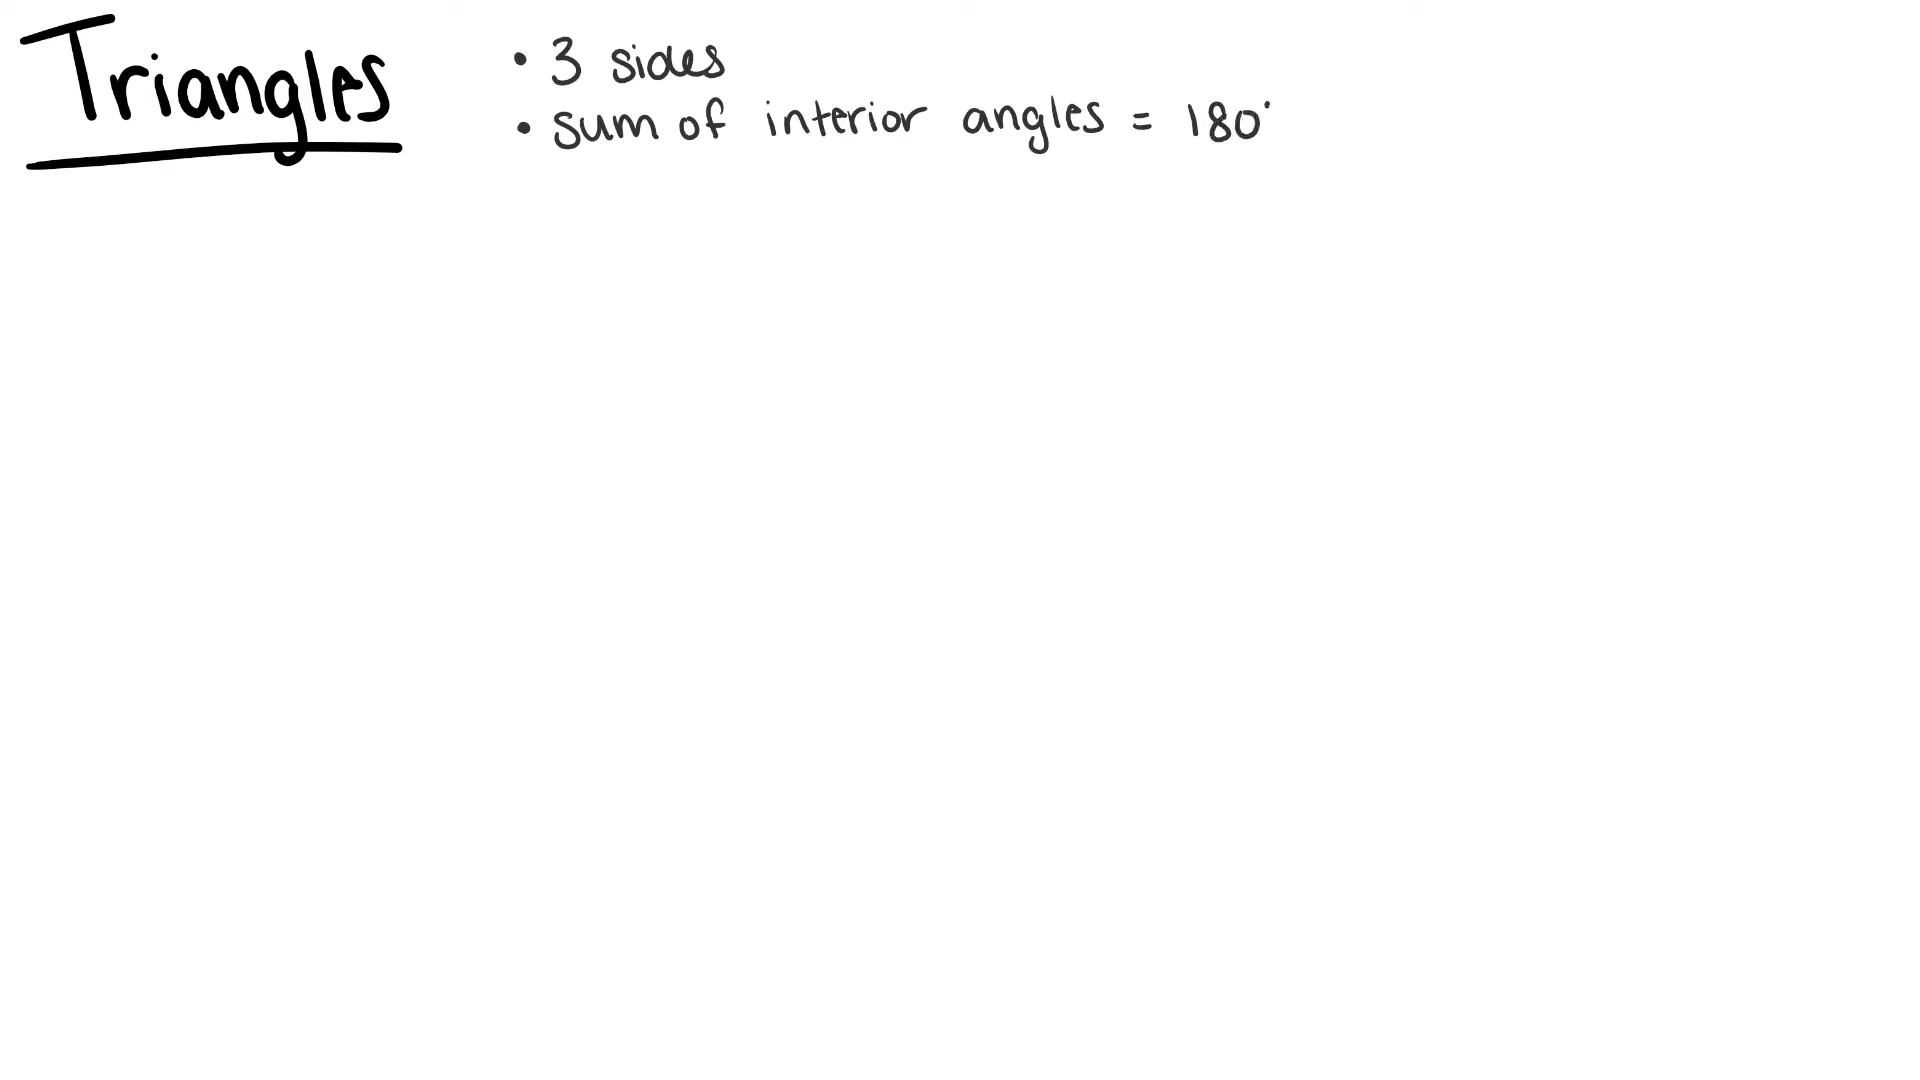 Triangles
• 3 sides
• sum of interior angles = 180°